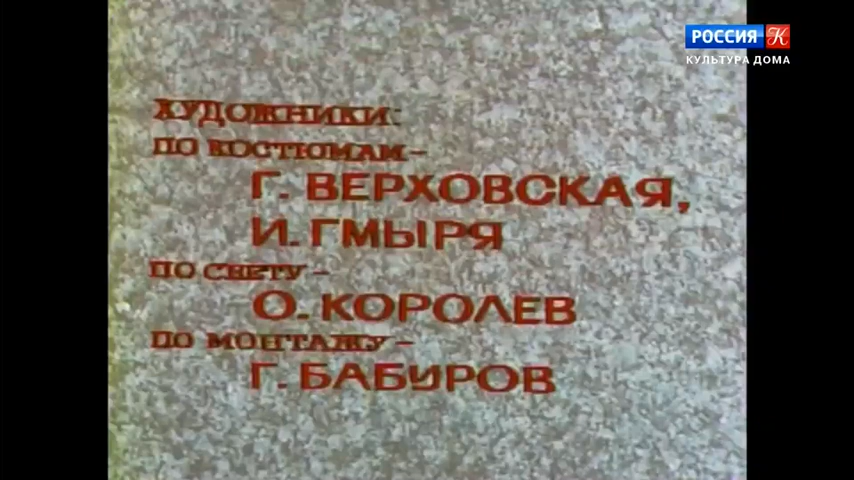 РОССИЯ К
КУЛЬТУРА ДОМА
ХУДОЖНИКИ:
ПО КОСТЮМАМ –
Г. ВЕРХОВСКАЯ,
И. ГМЫРЯ
ПО СВЕТУ –
О. КОРОЛЕВ
ПО МОНТАЖУ –
Г. БАБУРОВ